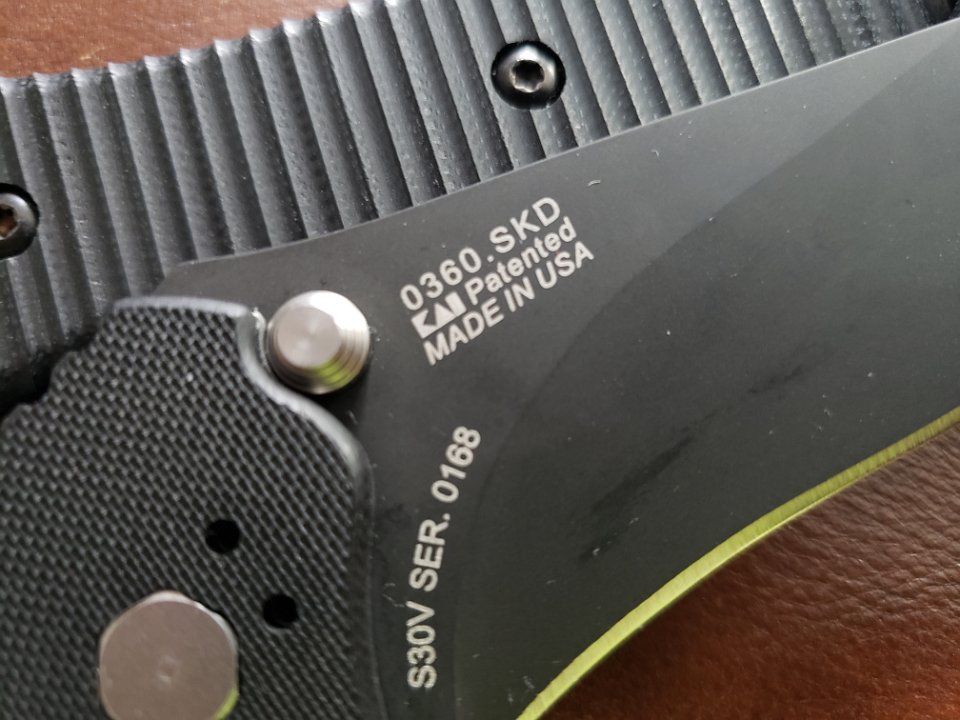 0360.SKD
KAI Patented
MADE IN USA
S30V SER. 0168